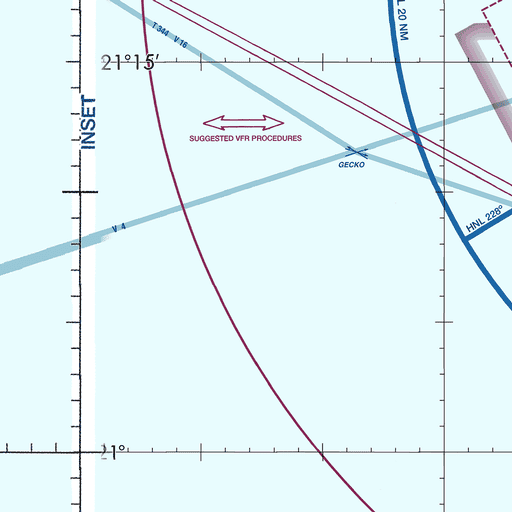 L 20 NM
T 344 V 16
21°15′
INSET
SUGGESTED VFR PROCEDURES
GECKO
HNL 228°
V 4
21°